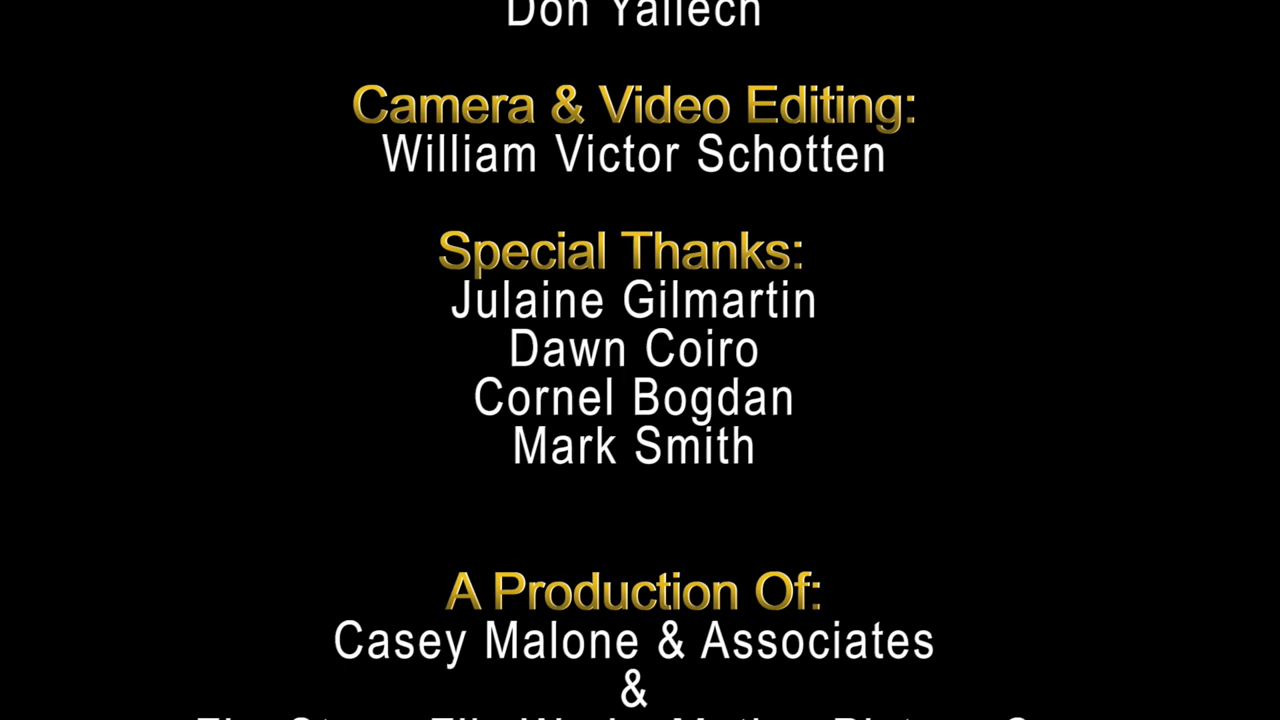 Don Yallech
Camera & Video Editing:
William Victor Schotten
Special Thanks:
Julaine Gilmartin
Dawn Coiro
Cornel Bogdan
Mark Smith
A Production Of:
Casey Malone & Associates
&